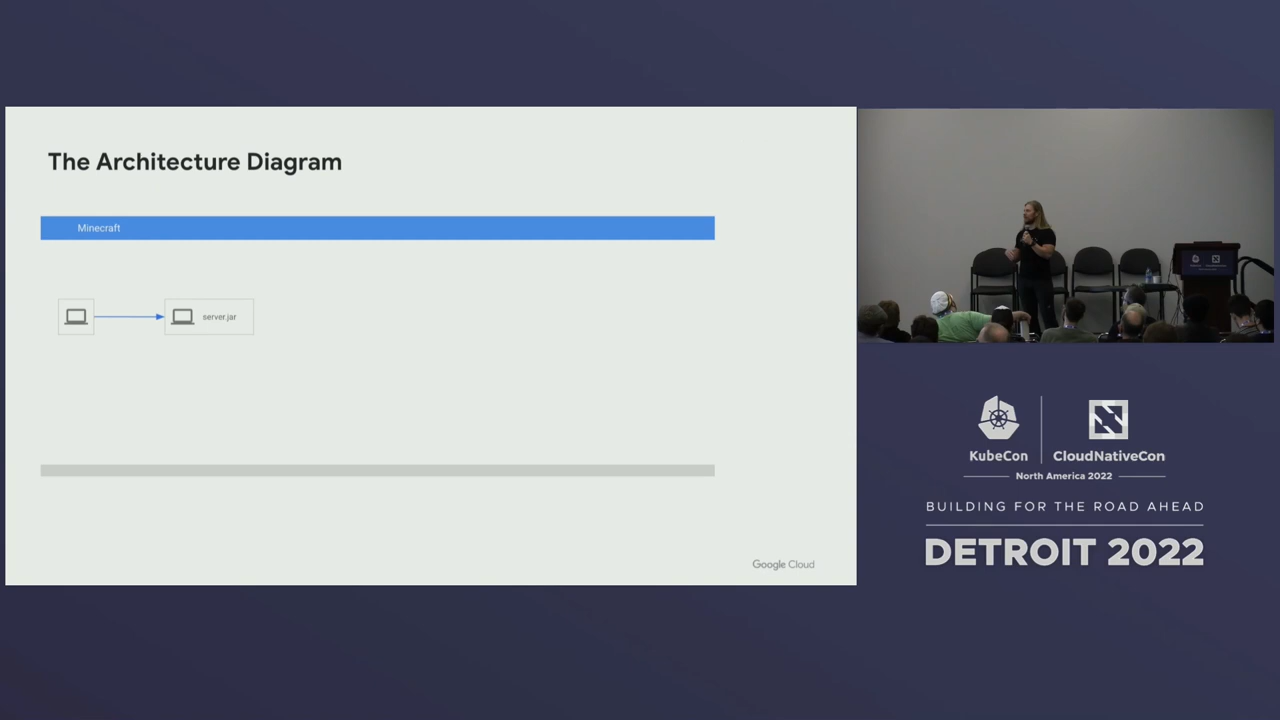 The Architecture Diagram
Minecraft
server.jar
Google Cloud
KubeCon
CloudNativeCon
North America 2022
BUILDING FOR THE ROAD AHEAD
DETROIT 2022